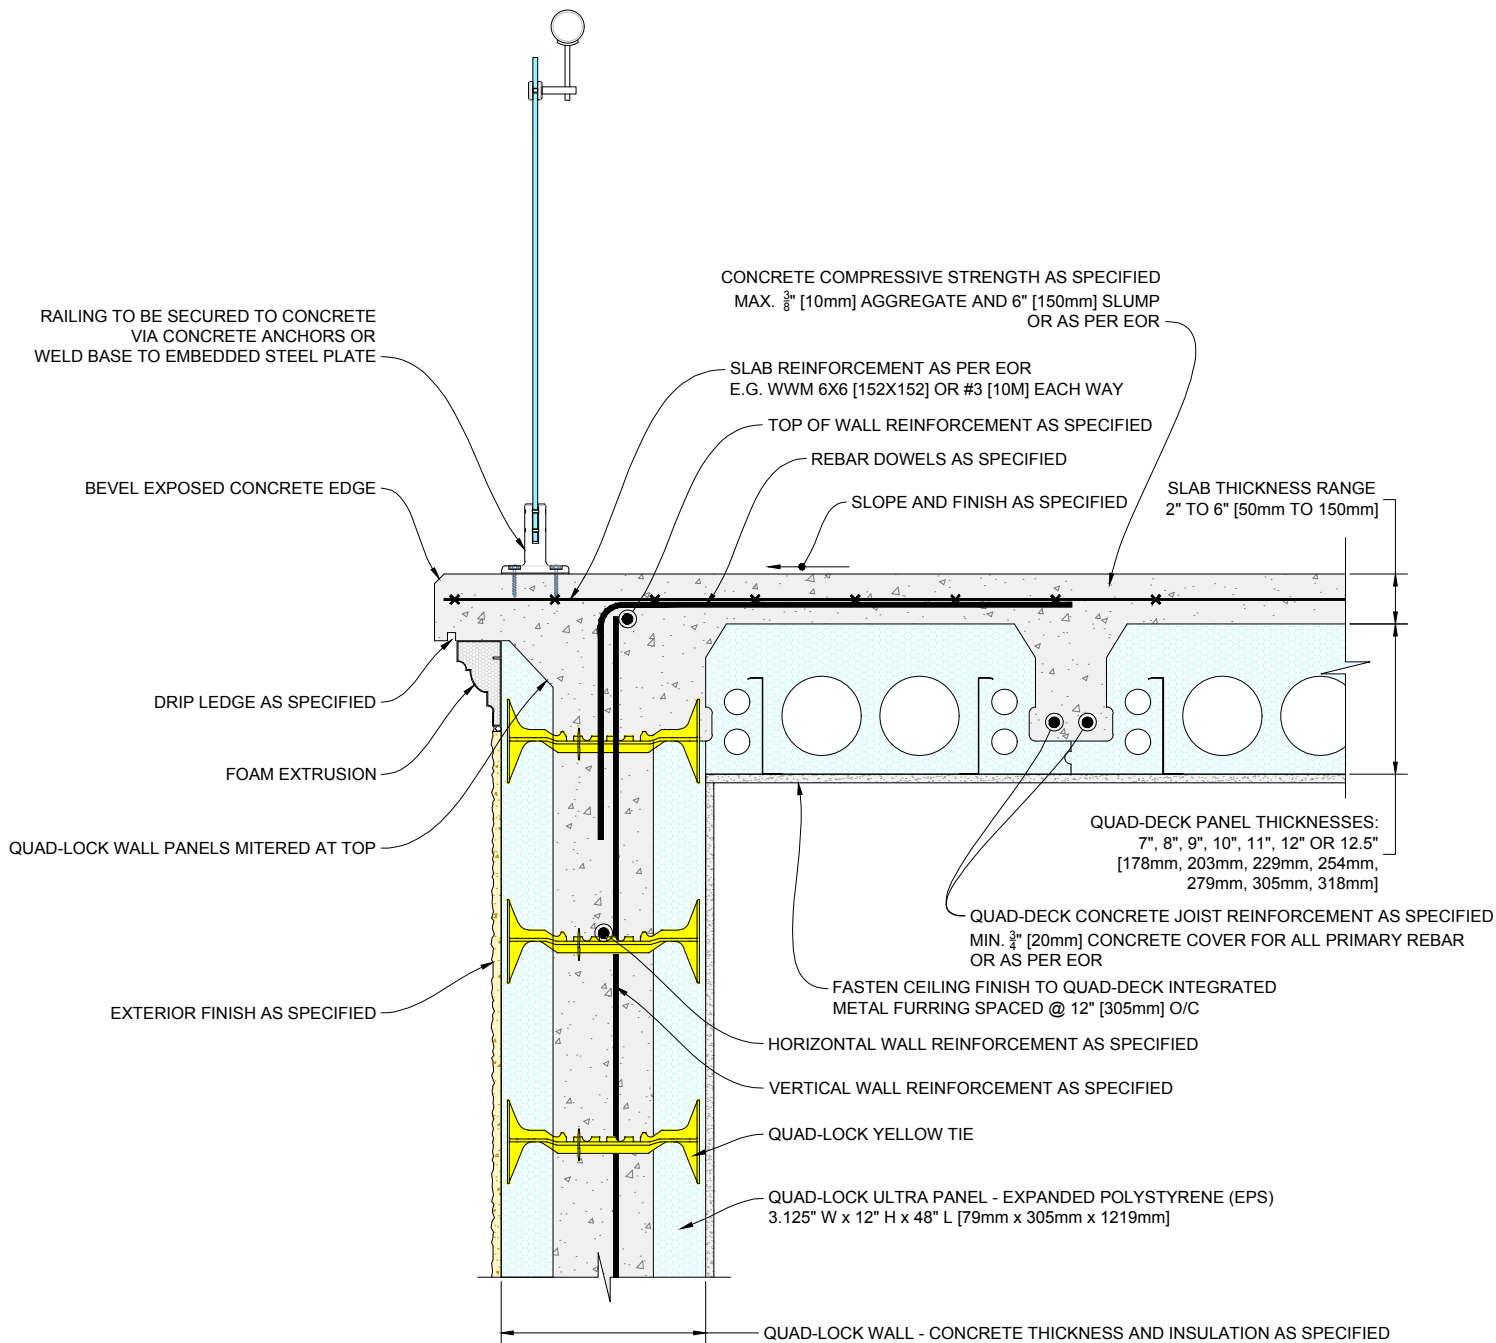 CONCRETE COMPRESSIVE STRENGTH AS SPECIFIED
MAX. 3/8" [10mm] AGGREGATE AND 6" [150mm] SLUMP
OR AS PER EOR
RAILING TO BE SECURED TO CONCRETE
VIA CONCRETE ANCHORS OR
WELD BASE TO EMBEDDED STEEL PLATE
SLAB REINFORCEMENT AS PER EOR
E.G. WWM 6X6 [152X152] OR #3 [10M] EACH WAY
TOP OF WALL REINFORCEMENT AS SPECIFIED
REBAR DOWELS AS SPECIFIED
BEVEL EXPOSED CONCRETE EDGE
SLOPE AND FINISH AS SPECIFIED
SLAB THICKNESS RANGE
2" TO 6" [50mm TO 150mm]
DRIP LEDGE AS SPECIFIED
FOAM EXTRUSION
QUAD-LOCK WALL PANELS MITERED AT TOP
QUAD-DECK PANEL THICKNESSES:
7", 8", 9", 10", 11", 12" OR 12.5"
[178mm, 203mm, 229mm, 254mm,
279mm, 305mm, 318mm]
QUAD-DECK CONCRETE JOIST REINFORCEMENT AS SPECIFIED
MIN. 3/4" [20mm] CONCRETE COVER FOR ALL PRIMARY REBAR
OR AS PER EOR
FASTEN CEILING FINISH TO QUAD-DECK INTEGRATED
METAL FURRING SPACED @ 12" [305mm] O/C
EXTERIOR FINISH AS SPECIFIED
HORIZONTAL WALL REINFORCEMENT AS SPECIFIED
VERTICAL WALL REINFORCEMENT AS SPECIFIED
QUAD-LOCK YELLOW TIE
QUAD-LOCK ULTRA PANEL - EXPANDED POLYSTYRENE (EPS)
3.125" W x 12" H x 48" L [79mm x 305mm x 1219mm]
QUAD-LOCK WALL - CONCRETE THICKNESS AND INSULATION AS SPECIFIED